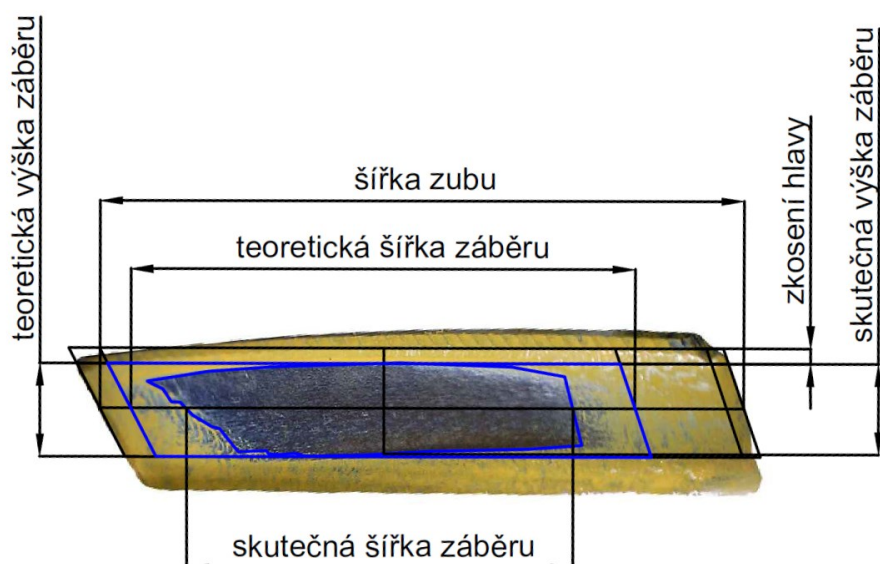 teoretická výška záběru
šířka zubu
teoretická šířka záběru
zkosení hlavy
skutečná výška záběru
skutečná šířka záběru